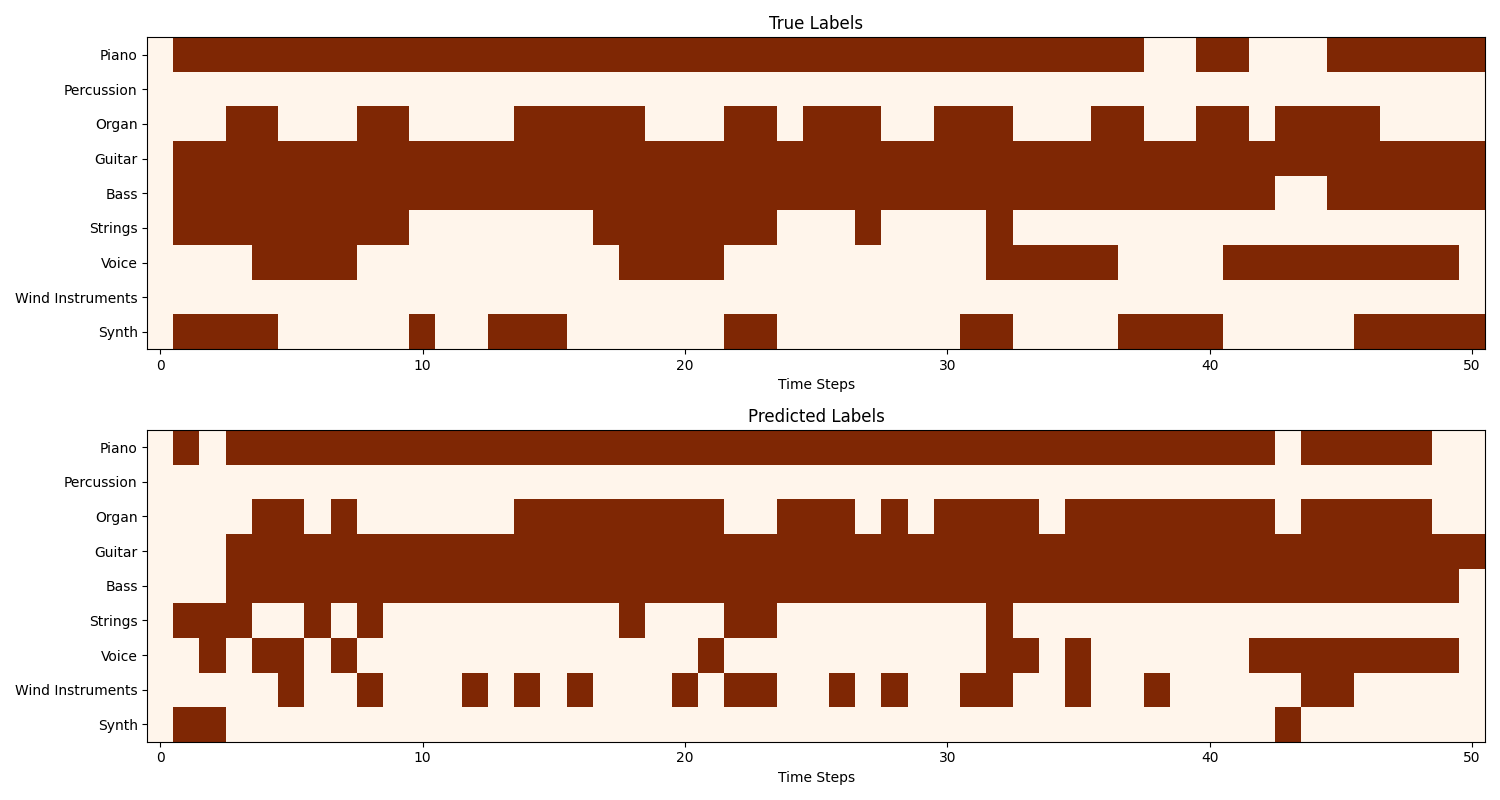 True Labels
Piano
Percussion
Organ
Guitar
Bass
Strings
Voice
Wind Instruments
Synth
0 10 20 30 40 50
Time Steps
Predicted Labels
Piano
Percussion
Organ
Guitar
Bass
Strings
Voice
Wind Instruments
Synth
0 10 20 30 40 50
Time Steps